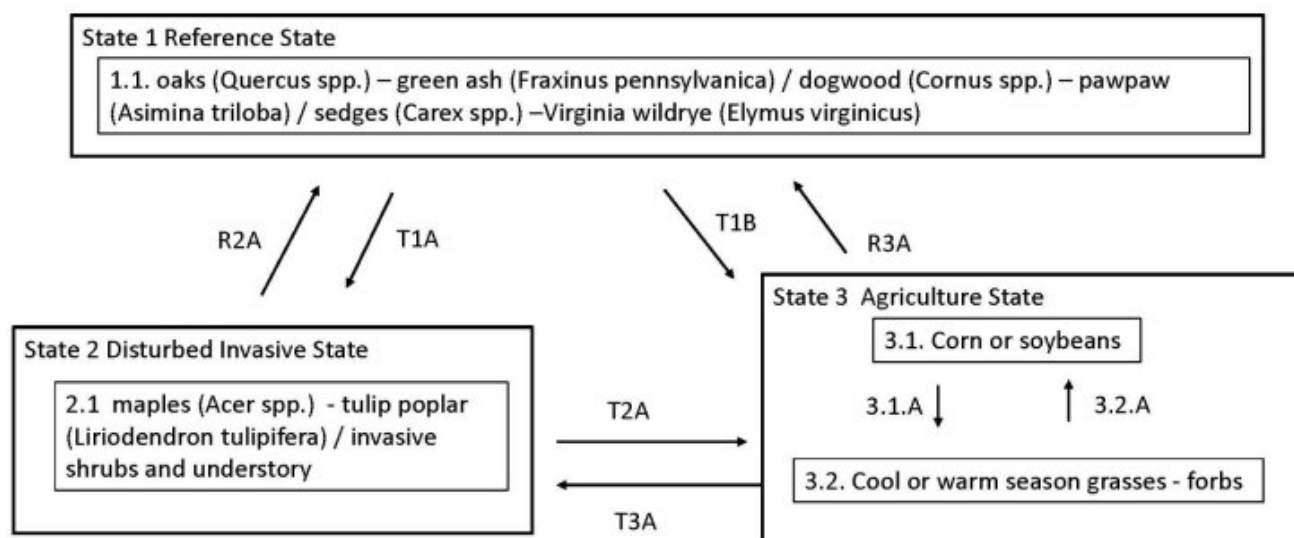 State 1 Reference State
1.1. oaks (Quercus spp.) – green ash (Fraxinus pennsylvanica) / dogwood (Cornus spp.) – pawpaw
(Asimina triloba) / sedges (Carex spp.) –Virginia wildrye (Elymus virginicus)
R2A
T1A
T1B
R3A
State 2 Disturbed Invasive State
2.1 maples (Acer spp.) - tulip poplar
(Liriodendron tulipifera) / invasive
shrubs and understory
T2A
T3A
State 3 Agriculture State
3.1. Corn or soybeans
3.1.A
3.2.A
3.2. Cool or warm season grasses - forbs